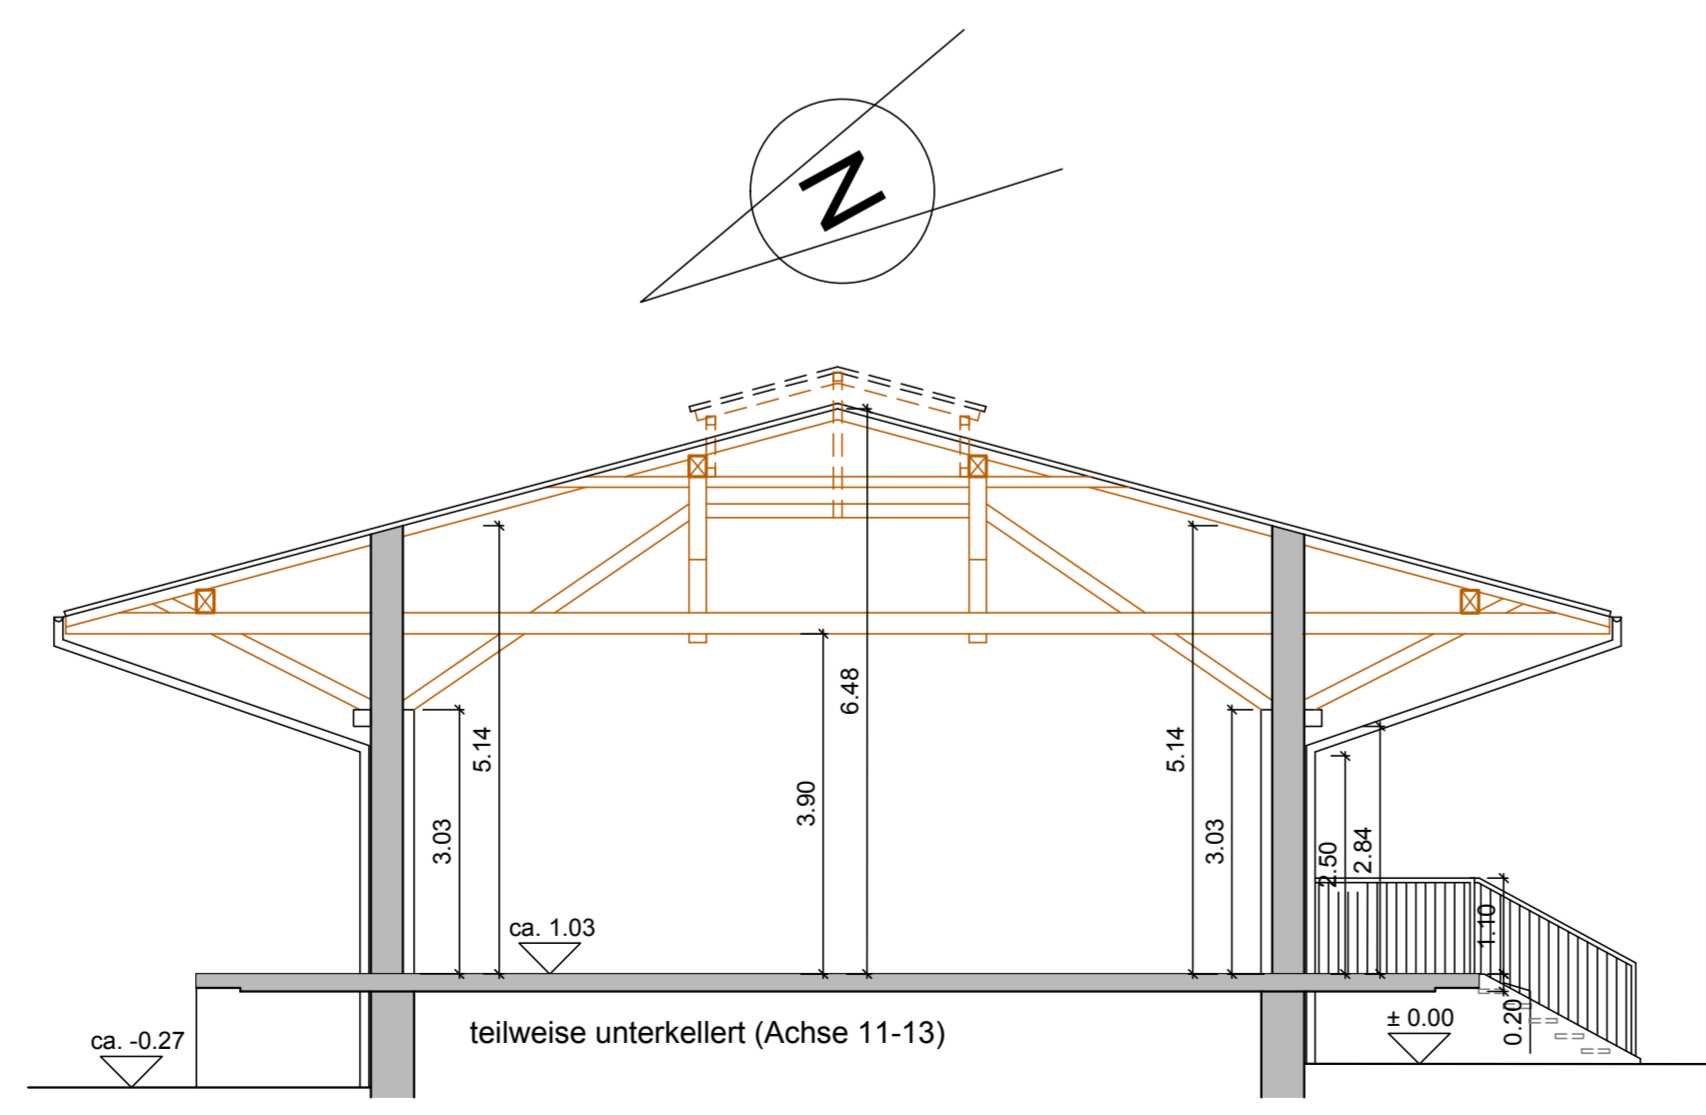 N
6.48
5.14
5.14
3.90
3.03
3.03
2.50
2.84
1.10
ca. 1.03
0.20
± 0.00
teilweise unterkellert (Achse 11-13)
ca. -0.27